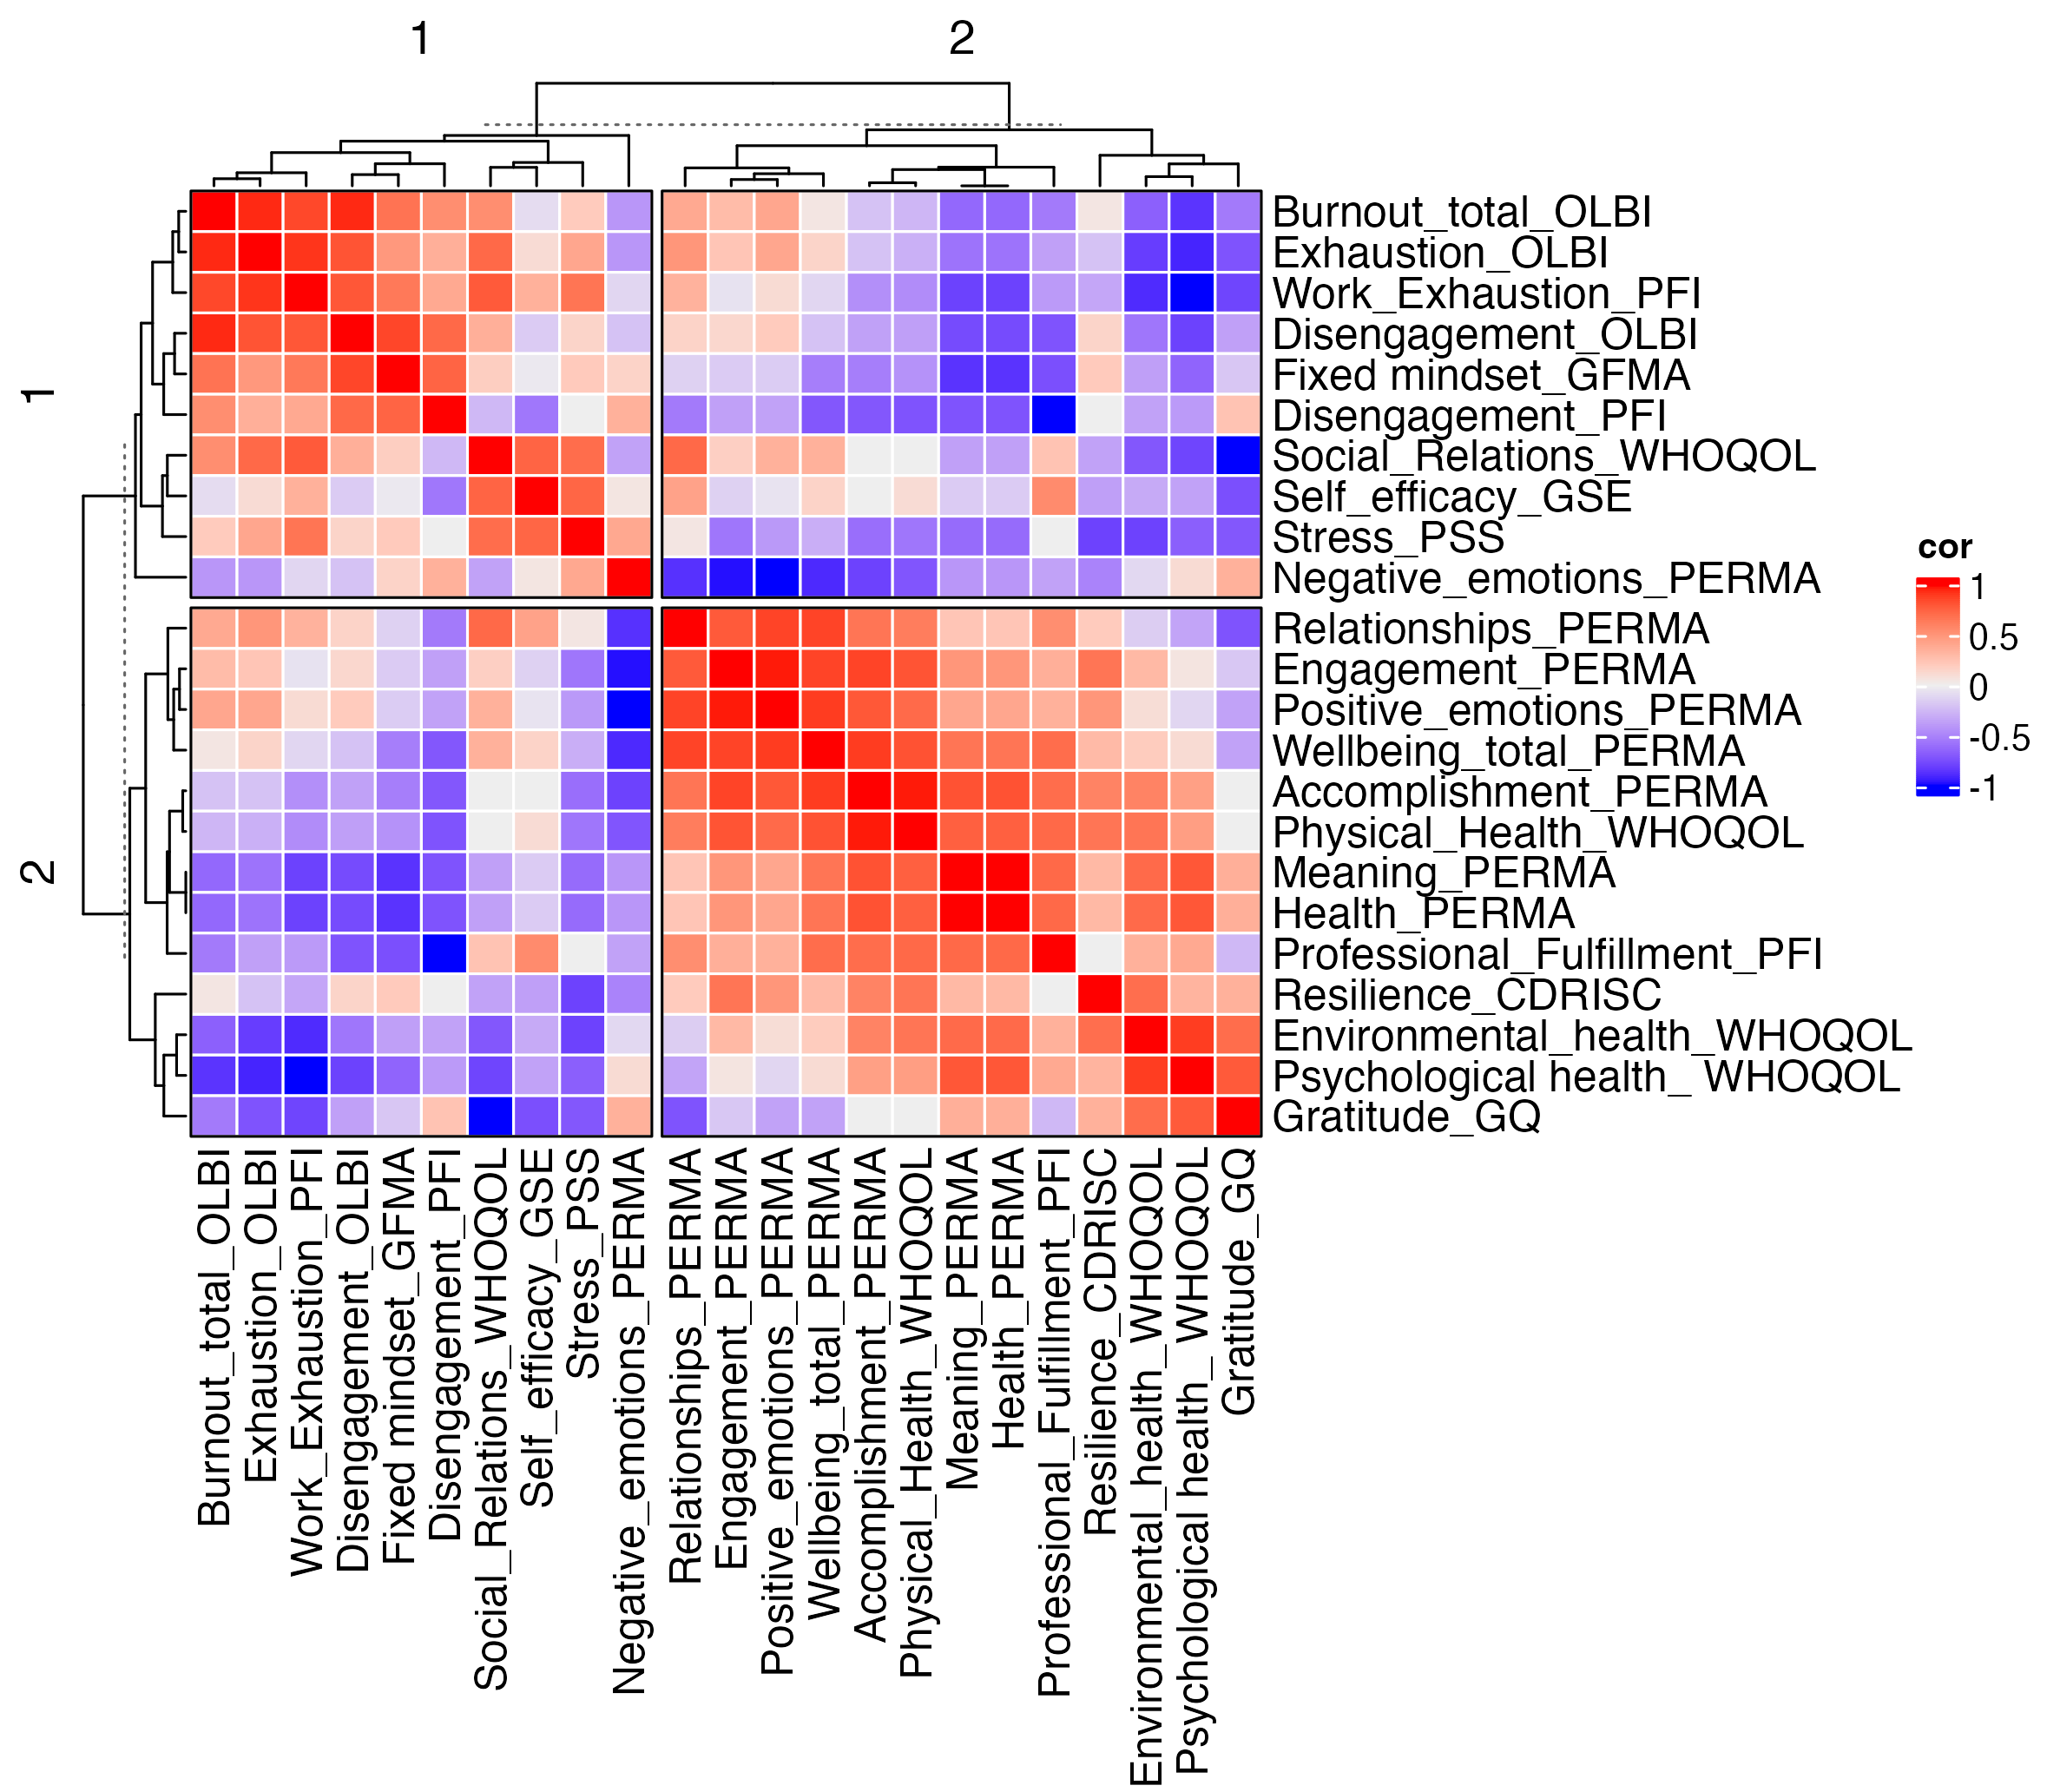 1
2
1
2
Burnout_total_OLBI
Exhaustion_OLBI
Work_Exhaustion_PFI
Disengagement_OLBI
Fixed mindset_GFMA
Disengagement_PFI
Social_Relations_WHOQOL
Self_efficacy_GSE
Stress_PSS
Negative_emotions_PERMA
Relationships_PERMA
Engagement_PERMA
Positive_emotions_PERMA
Wellbeing_total_PERMA
Accomplishment_PERMA
Physical_Health_WHOQOL
Meaning_PERMA
Health_PERMA
Professional_Fulfillment_PFI
Resilience_CDRISC
Environmental_health_WHOQOL
Psychological health_ WHOQOL
Gratitude_GQ
cor
1
0.5
0
-0.5
-1
Burnout_total_OLBI
Exhaustion_OLBI
Work_Exhaustion_PFI
Disengagement_OLBI
Fixed mindset_GFMA
Disengagement_PFI
Social_Relations_WHOQOL
Self_efficacy_GSE
Stress_PSS
Negative_emotions_PERMA
Relationships_PERMA
Engagement_PERMA
Positive_emotions_PERMA
Wellbeing_total_PERMA
Accomplishment_PERMA
Physical_Health_WHOQOL
Meaning_PERMA
Health_PERMA
Professional_Fulfillment_PFI
Resilience_CDRISC
Environmental_health_WHOQOL
Psychological health_ WHOQOL
Gratitude_GQ